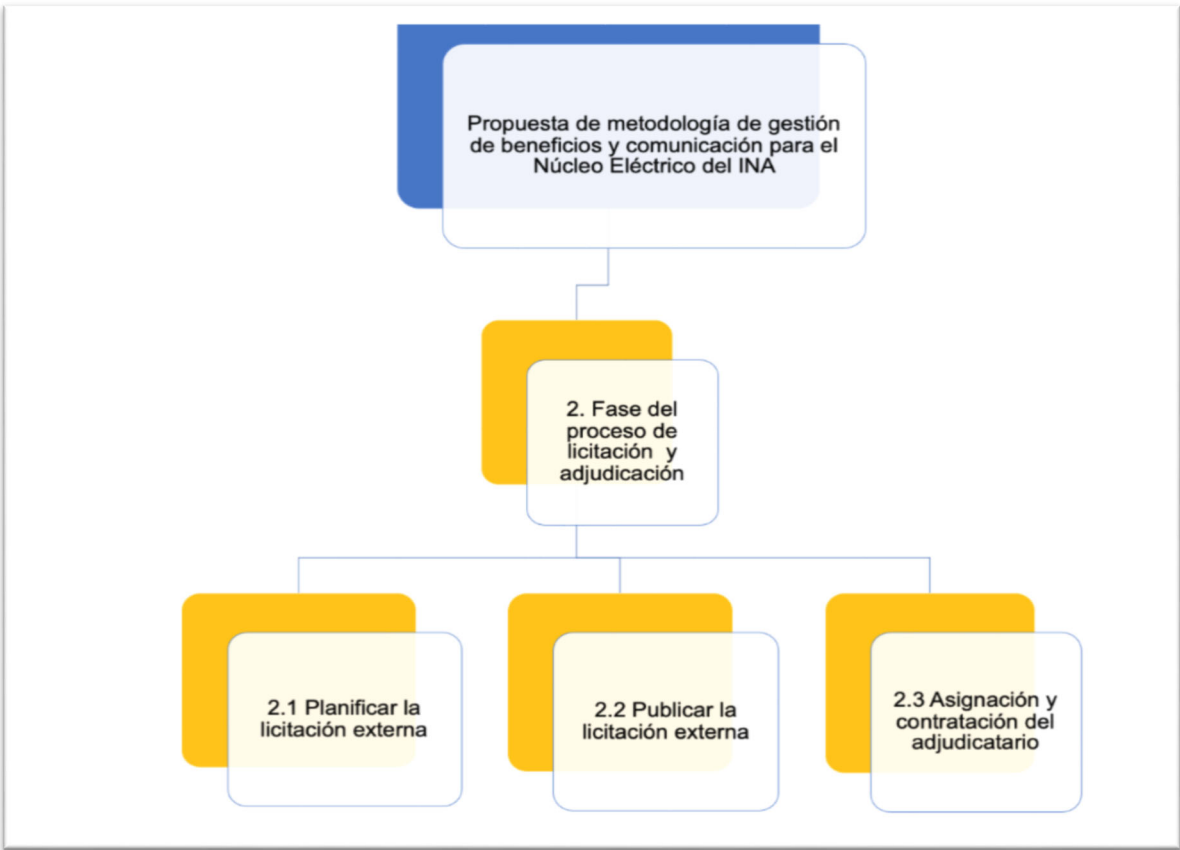 Propuesta de metodología de gestión
de beneficios y comunicación para el
Núcleo Eléctrico del INA
2. Fase del
proceso de
licitación y
adjudicación
2.1 Planificar la
licitación externa
2.2 Publicar la
licitación externa
2.3 Asignación y
contratación del
adjudicatario